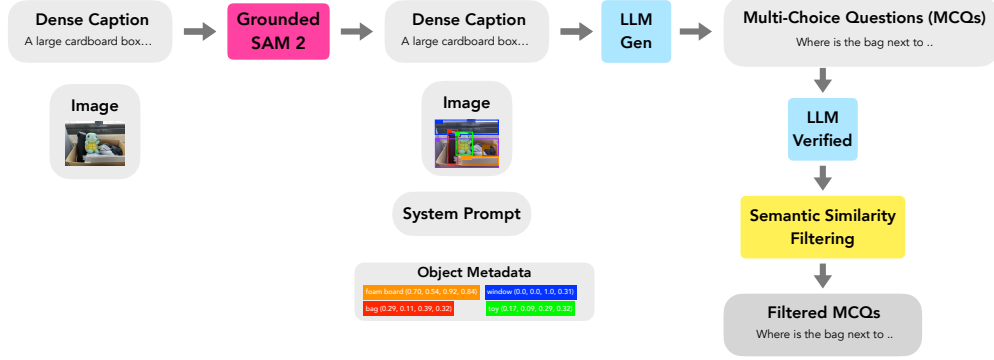 Dense Caption
A large cardboard box…
Grounded
SAM 2
Dense Caption
A large cardboard box…
LLM
Gen
Multi-Choice Questions (MCQs)
Where is the bag next to ..
Image
Image
LLM
Verified
System Prompt
Semantic Similarity
Filtering
Object Metadata
foam board (0.70, 0.54, 0.92, 0.84)
window (0.0, 0.0, 1.0, 0.31)
bag (0.29, 0.11, 0.39, 0.32)
toy (0.17, 0.09, 0.29, 0.32)
Filtered MCQs
Where is the bag next to ..